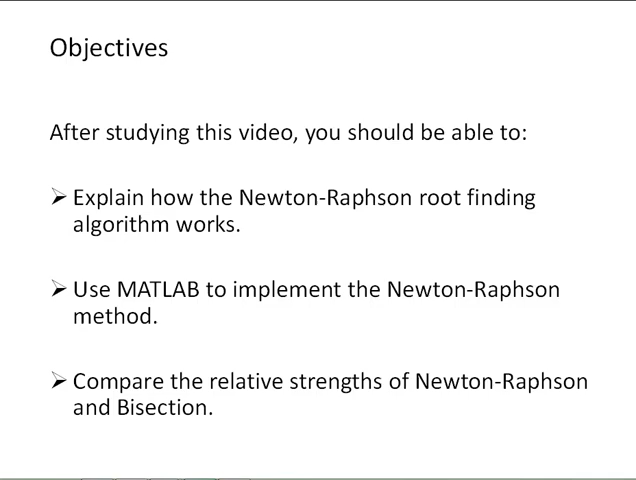 Objectives
After studying this video, you should be able to:
➢ Explain how the Newton-Raphson root finding
algorithm works.
➢ Use MATLAB to implement the Newton-Raphson
method.
➢ Compare the relative strengths of Newton-Raphson
and Bisection.